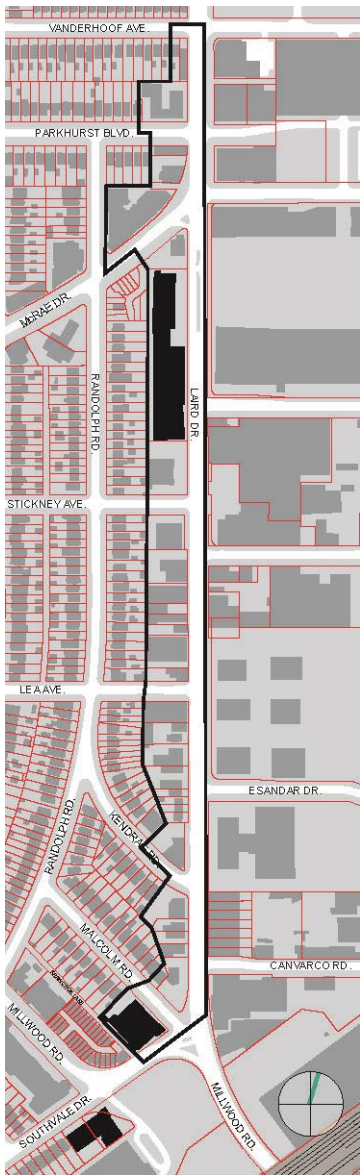 VANDERHOOF AVE.
PARKHURST BLVD.
McRAE DR.
RANDOLPH RD.
LAIRD DR.
STICKNEY AVE.
LEA AVE.
ESANDAR DR.
RANDOLPH RD.
KENDRAL RD.
MALCOLM RD.
CANVARCO RD.
MILLWOOD RD.
MILLWOOD RD.
SOUTHVALE DR.